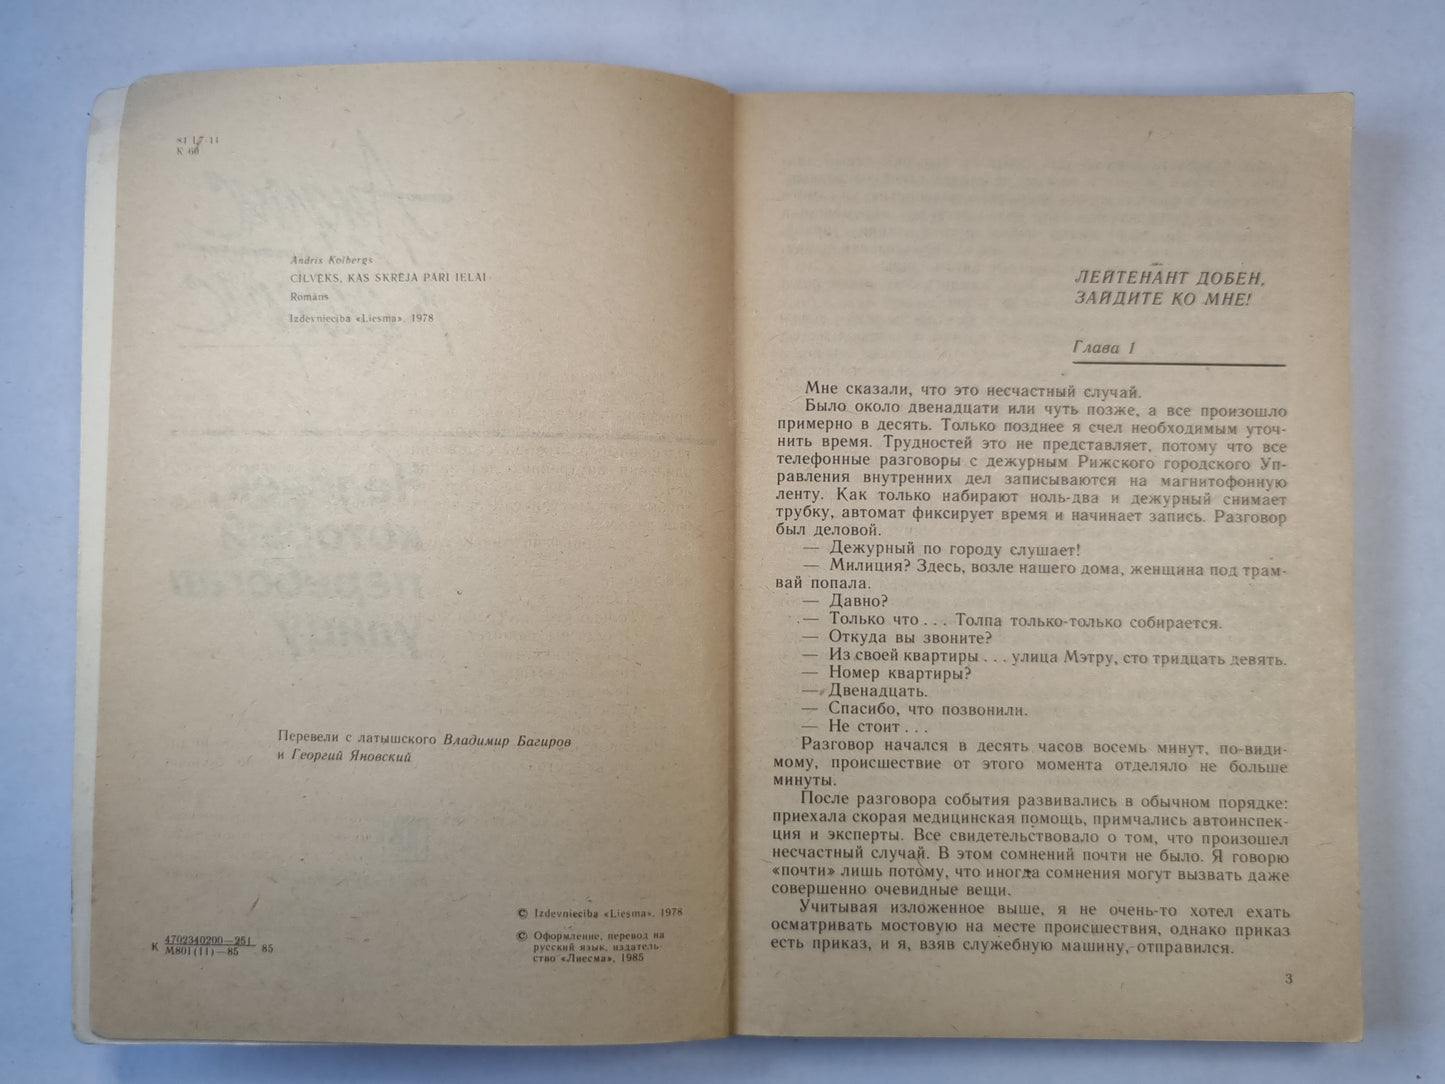 84 Ł7-44
К 60
Andris Kolbergs
CILVĒKS, KAS SKRĒJA PĀRI IELAI
Romāns
Izdevniecība «Liesma», 1978
Перевели с латышского Владимир Багиров
и Георгий Яновский
К 4702340200—251 85
М801(11)—85
© Izdevniecība «Liesma», 1978
© Оформление, перевод на
русский язык, издатель-
ство «Лиесма», 1985
ЛЕЙТЕНАНТ ДОБЕН,
ЗАЙДИТЕ КО МНЕ!
Глава 1
Мне сказали, что это несчастный случай.
Было около двенадцати или чуть позже, а все произошло
примерно в десять. Только позднее я счел необходимым уточ-
нить время. Трудностей это не представляет, потому что все
телефонные разговоры с дежурным Рижского городского Уп-
равления внутренних дел записываются на магнитофонную
ленту. Как только набирают ноль-два и дежурный снимает
трубку, автомат фиксирует время и начинает запись. Разговор
был деловой.
— Дежурный по городу слушает!
— Милиция? Здесь, возле нашего дома, женщина под трам-
вай попала.
— Давно?
— Только что . . . Толпа только-только собирается.
— Откуда вы звоните?
— Из своей квартиры . . . улица Мэтру, сто тридцать девять.
— Номер квартиры?
— Двенадцать.
— Спасибо, что позвонили.
— Не стоит . . .
Разговор начался в десять часов восемь минут, по-види-
мому, происшествие от этого момента отделяло не больше
минуты.
После разговора события развивались в обычном порядке:
приехала скорая медицинская помощь, примчались автоинспек-
ция и эксперты. Все свидетельствовало о том, что произошел
несчастный случай. В этом сомнений почти не было. Я говорю
«почти» лишь потому, что иногда сомнения могут вызвать даже
совершенно очевидные вещи.
Учитывая изложенное выше, я не очень-то хотел ехать
осматривать мостовую на месте происшествия, однако приказ
есть приказ, и я, взяв служебную машину, отправился.
3